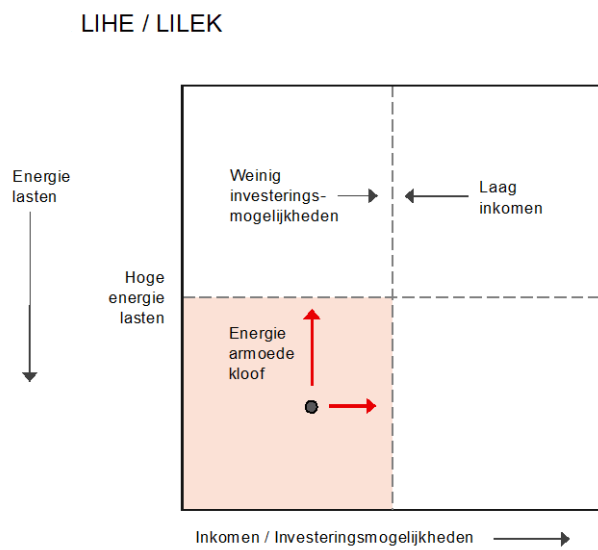 LIHE / LILEK
Energie
lasten
Weinig
investerings-
mogelijkheden
Laag
inkomen
Hoge
energie
lasten
Energie
armoede
kloof
Inkomen / Investeringsmogelijkheden